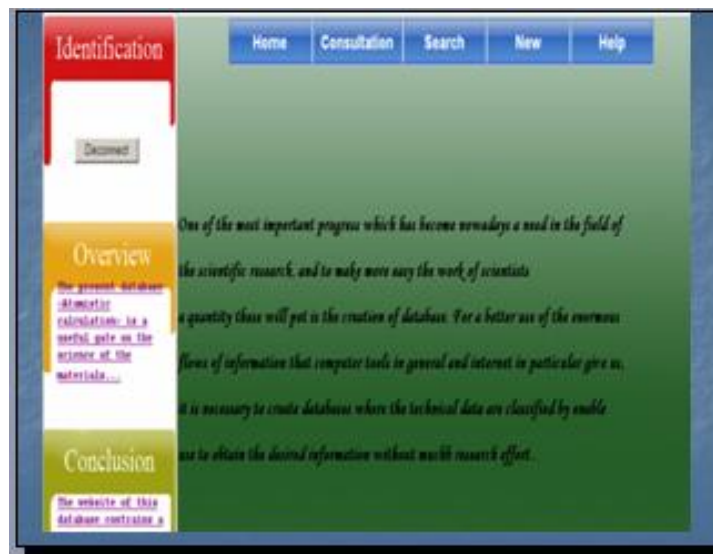 Identification
Home Consultation Search New Help
Deconnect
Overview
The present database
-Atomistic
calculation- is a
useful gate on the
science of the
materials...
Conclusion
The website of this
database contrains a
One of the most important progress which has become nowadays a need in the field of
the scientific research, and to make more easy the work of scientists
a quantity those will put is the creation of database. For a better use of the enormous
flows of information that computer tools in general and internet in particular give us,
it is necessary to create databases where the technical data are classified by enable
use to obtain the desired information without muchh research effort.